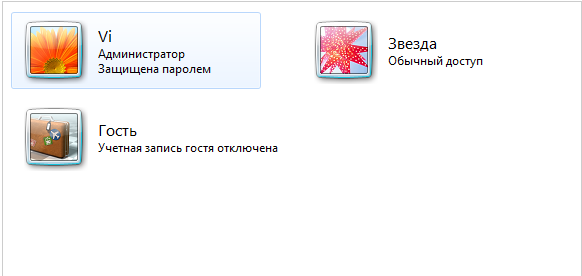 Vi
Администратор
Защищена паролем
Звезда
Обычный доступ
Гость
Учетная запись гостя отключена